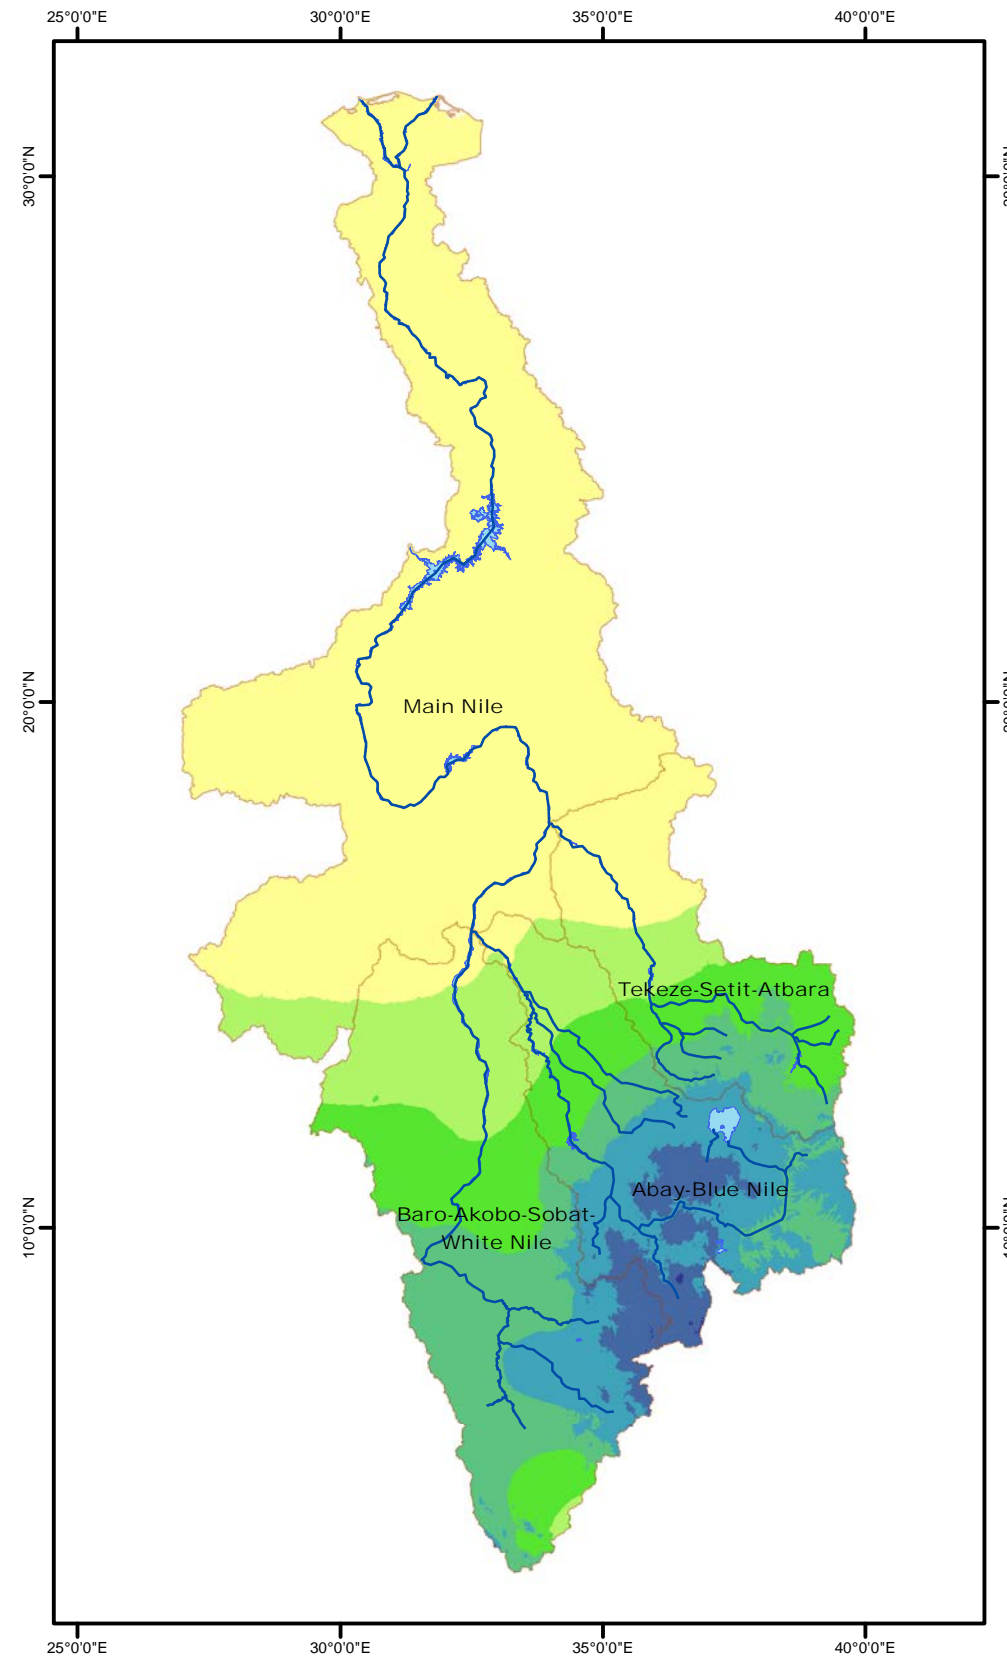 25°0'0"E 30°0'0"E 35°0'0"E 40°0'0"E
30°0'0"N
20°0'0"N
Main Nile
Tekeze-Setit-Atbara
Abay-Blue Nile
Baro-Akobo-Sobat-
White Nile
10°0'0"N
25°0'0"E 30°0'0"E 35°0'0"E 40°0'0"E